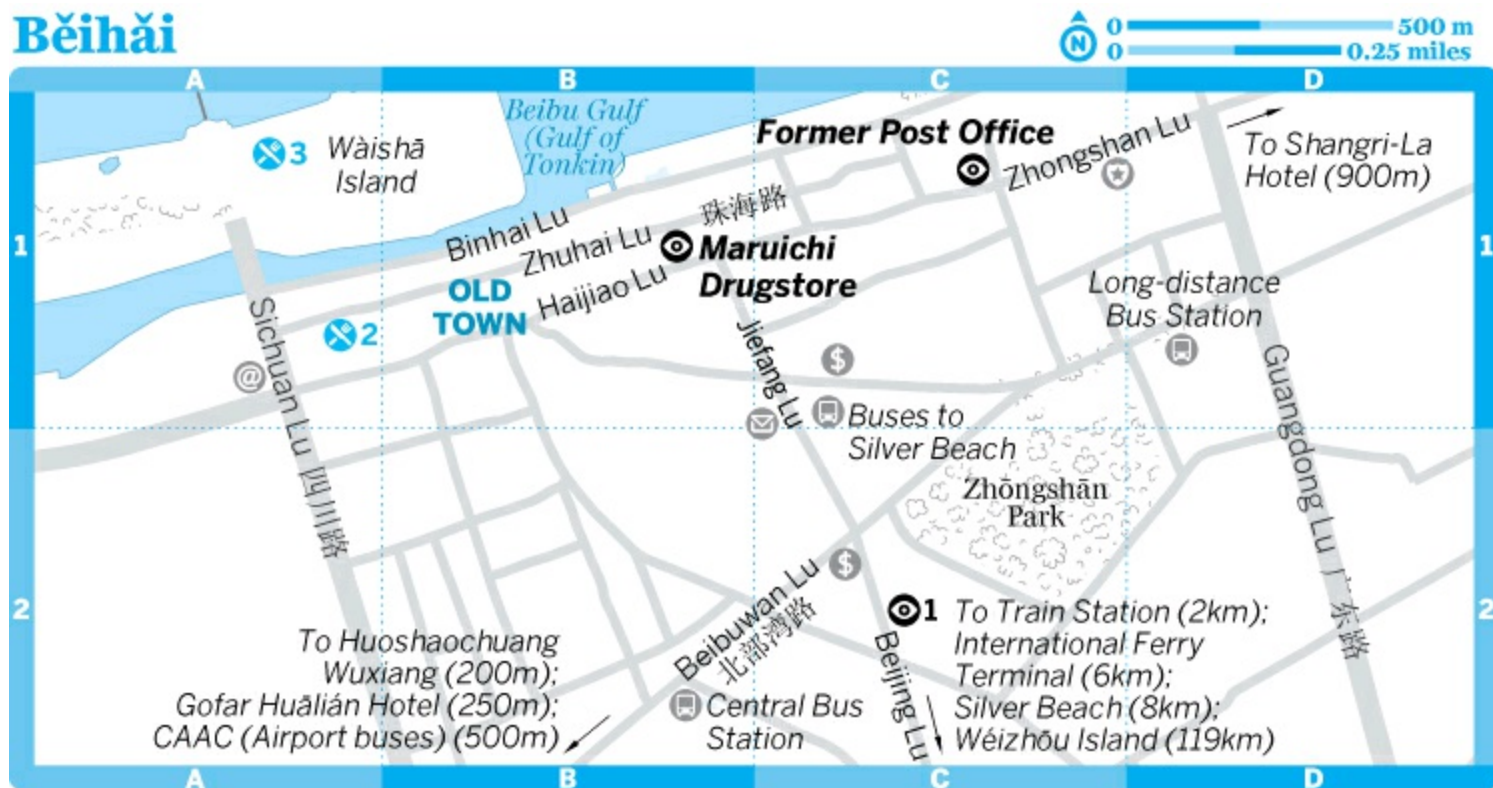 Běihǎi
0 500 m
N 0 0.25 miles
A B C D
Beibu Gulf
(Gulf of
Tonkin)
3 Wàishā
Island
Former Post Office
Zhongshan Lu
To Shangri-La
Hotel (900m)
1 1
Binhai Lu
Zhuhai Lu 珠海路
Haijiao Lu
Maruichi
Drugstore
OLD
TOWN
2
Long-distance
Bus Station
Sichuan Lu 四川路
@
Jiefang Lu
$
Buses to
Silver Beach
Guangdong Lu 广东路
Zhōngshān
Park
$
2 2
Beibuwan Lu
北部湾路
1 To Train Station (2km);
International Ferry
Terminal (6km);
Silver Beach (8km);
Wéizhōu Island (119km)
Beijing Lu
To Huoshaochuang
Wuxiang (200m);
Gofar Huālián Hotel (250m);
CAAC (Airport buses) (500m)
Central Bus
Station
A B C D